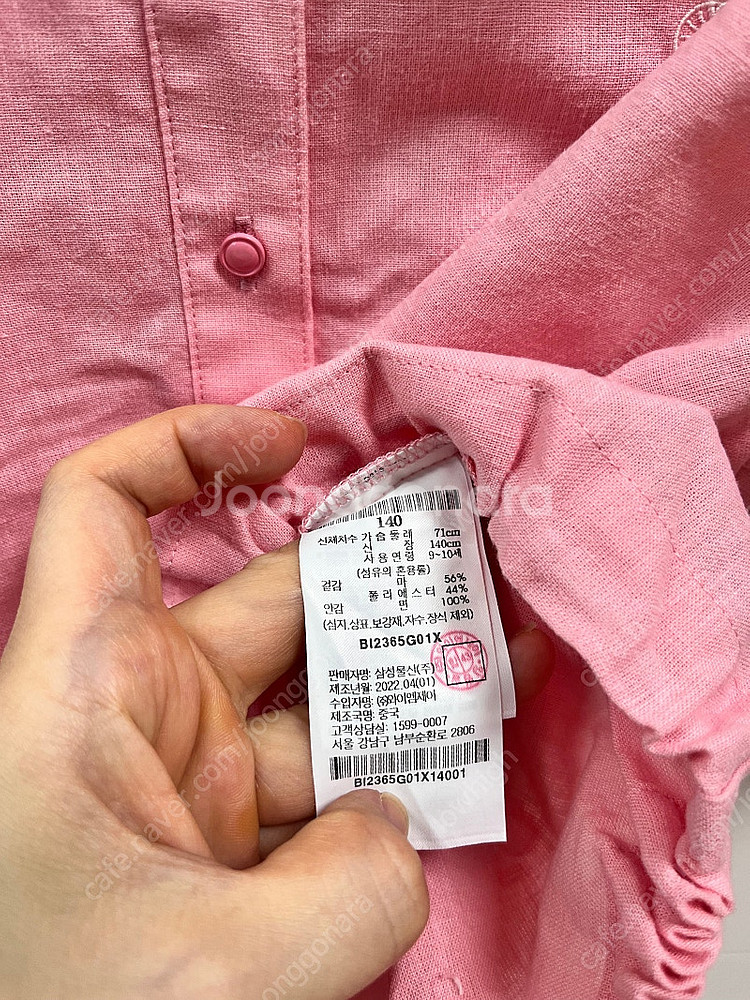 Joonggonara
140
신체치수 가슴둘레 71cm
신 장 140cm
사용연령 9~10세
(섬유의 혼용률)
겉감 마 56%
폴리에스터 44%
안감 면 100%
(심지,상표,보강재,자수,장식 제외)
BI2365G01X
판매자명: 삼성물산(주)
제조년월: 2022.04(01)
수입자명: ㈜아이엠제이
제조국명: 중국
고객상담실: 1599-0007
서울 강남구 남부순환로 2806
BI2365G01X14001